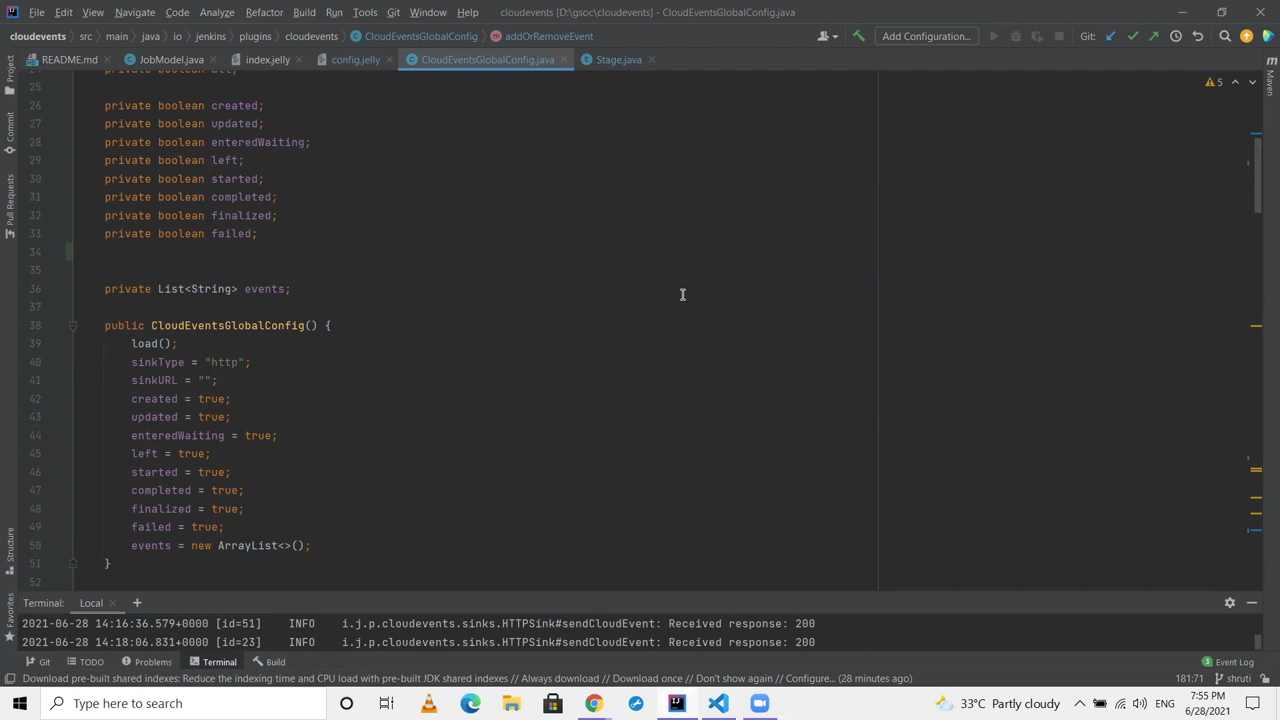 File Edit View Navigate Code Analyze Refactor Build Run Tools Git Window Help cloudevents [D:\gsoc\cloudevents] - CloudEventsGlobalConfig.java
cloudevents src main java io jenkins plugins cloudevents CloudEventsGlobalConfig addOrRemoveEvent Add Configuration... Git:
README.md JobModel.java index.jelly config.jelly CloudEventsGlobalConfig.java Stage.java
25
26 private boolean created;
27 private boolean updated;
28 private boolean enteredWaiting;
29 private boolean left;
30 private boolean started;
31 private boolean completed;
32 private boolean finalized;
33 private boolean failed;
34
35
36 private List<String> events;
37
38 public CloudEventsGlobalConfig() {
39 load();
40 sinkType = "http";
41 sinkURL = "";
42 created = true;
43 updated = true;
44 enteredWaiting = true;
45 left = true;
46 started = true;
47 completed = true;
48 finalized = true;
49 failed = true;
50 events = new ArrayList<>();
51 }
52
5
Project
Commit
Pull Requests
Structure
Favorites
Maven
Terminal: Local
2021-06-28 14:16:36.579+0000 [id=51] INFO i.j.p.cloudevents.sinks.HTTPSink#sendCloudEvent: Received response: 200
2021-06-28 14:18:06.831+0000 [id=23] INFO i.j.p.cloudevents.sinks.HTTPSink#sendCloudEvent: Received response: 200
Git TODO Problems Terminal Build 3 Event Log
Download pre-built shared indexes: Reduce the indexing time and CPU load with pre-built JDK shared indexes // Always download // Download once // Don't show again // Configure... (28 minutes ago) 181:71 shruti
Type here to search 33°C Partly cloudy ENG 7:55 PM
6/28/2021